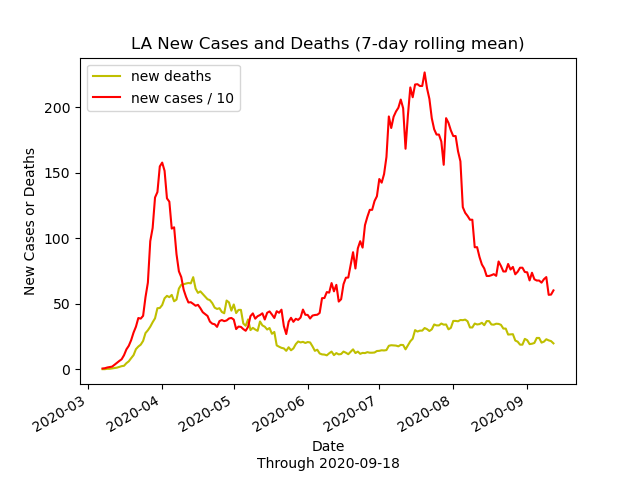 LA New Cases and Deaths (7-day rolling mean)
new deaths
new cases / 10
New Cases or Deaths
200
150
100
50
0
2020-03
2020-04
2020-05
2020-06
2020-07
2020-08
2020-09
Date
Through 2020-09-18